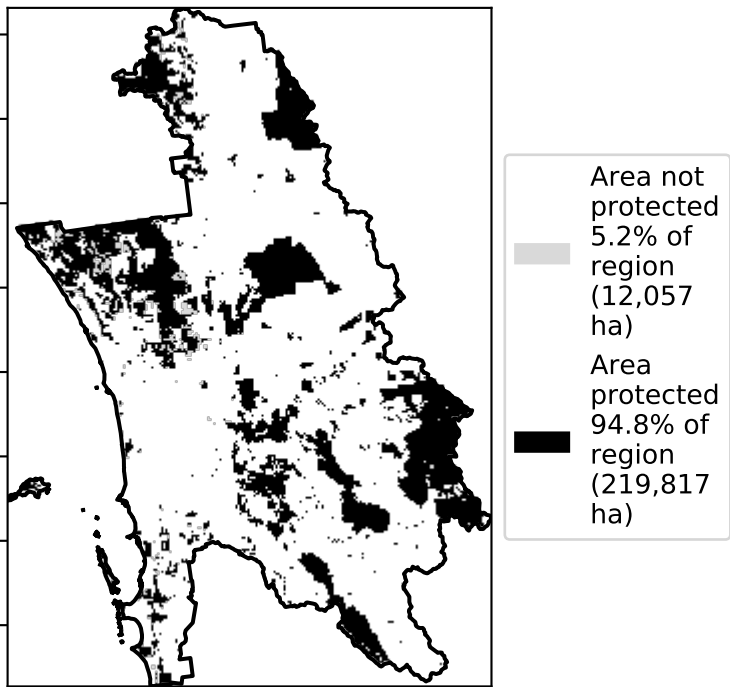 Area not
protected
5.2% of
region
(12,057
ha)
Area
protected
94.8% of
region
(219,817
ha)